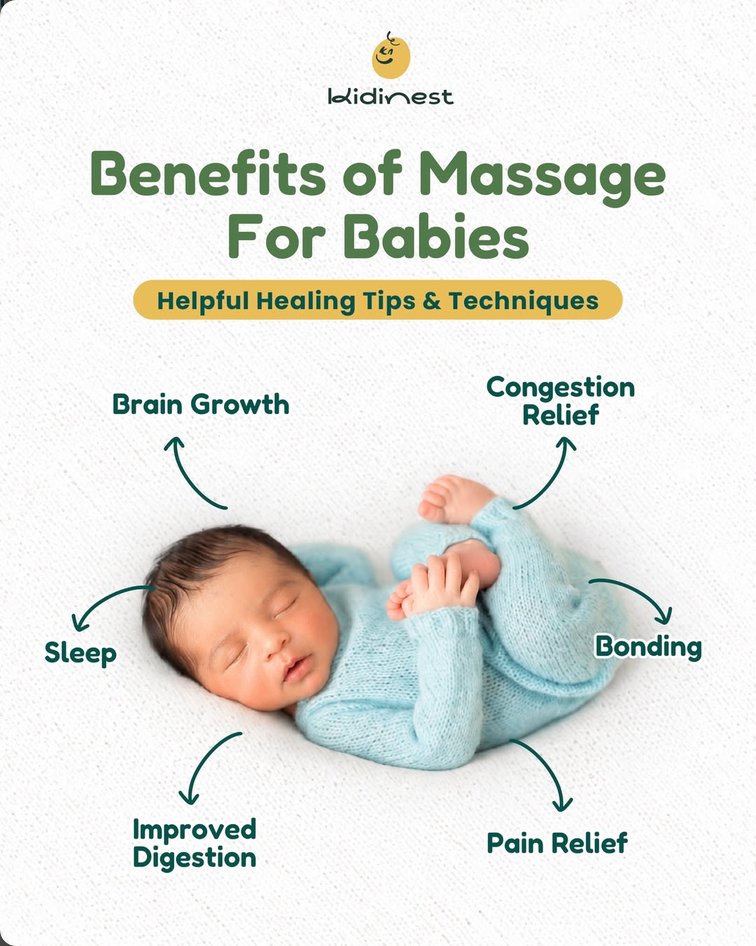 kidinest
Benefits of Massage
For Babies
Helpful Healing Tips & Techniques
Brain Growth
Congestion
Relief
Sleep
Bonding
Improved
Digestion
Pain Relief